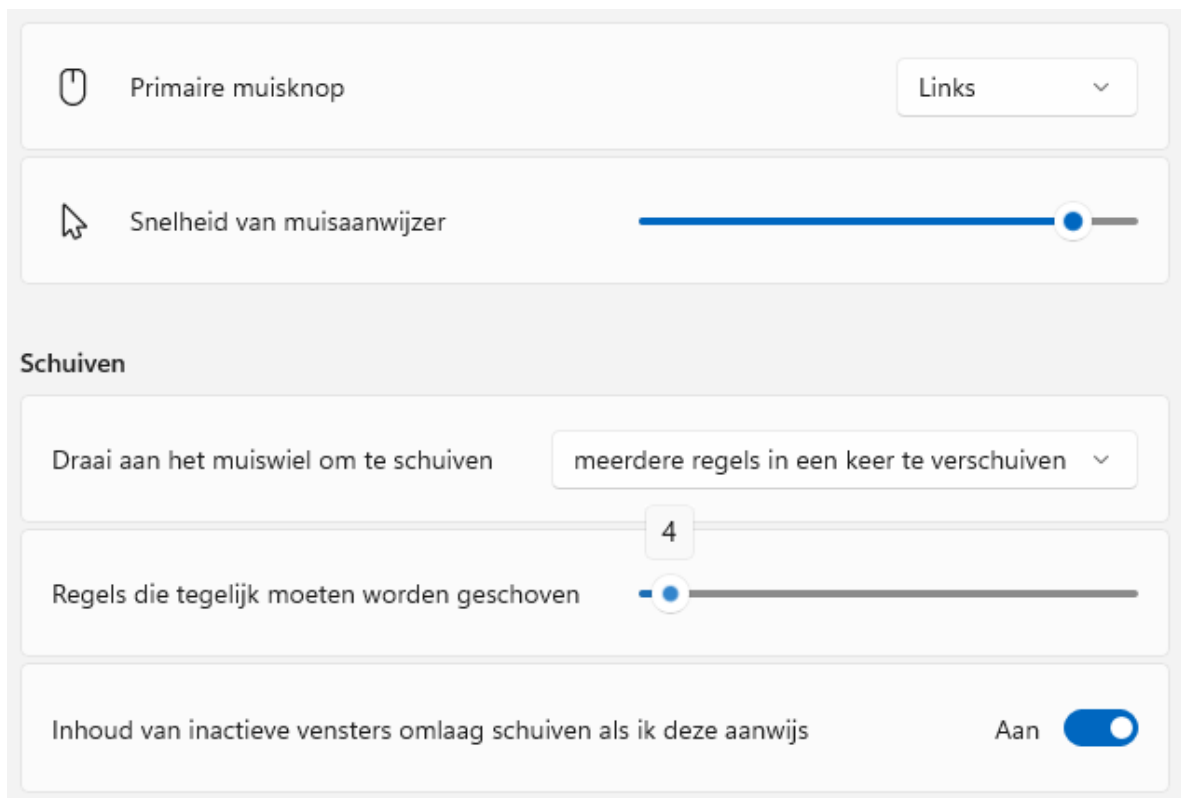 Primaire muisknop
Links
Snelheid van muisaanwijzer
Schuiven
Draai aan het muiswiel om te schuiven
meerdere regels in een keer te verschuiven
4
Regels die tegelijk moeten worden geschoven
Inhoud van inactieve vensters omlaag schuiven als ik deze aanwijs
Aan